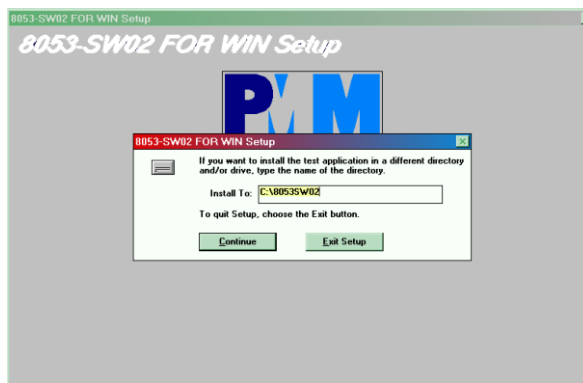 8053-SW02 FOR WIN Setup
8053-SW02 FOR WIN Setup
PMM
8053-SW02 FOR WIN Setup
If you want to install the test application in a different directory
and/or drive, type the name of the directory.
Install To: C:\8053SW02
To quit Setup, choose the Exit button.
Continue Exit Setup